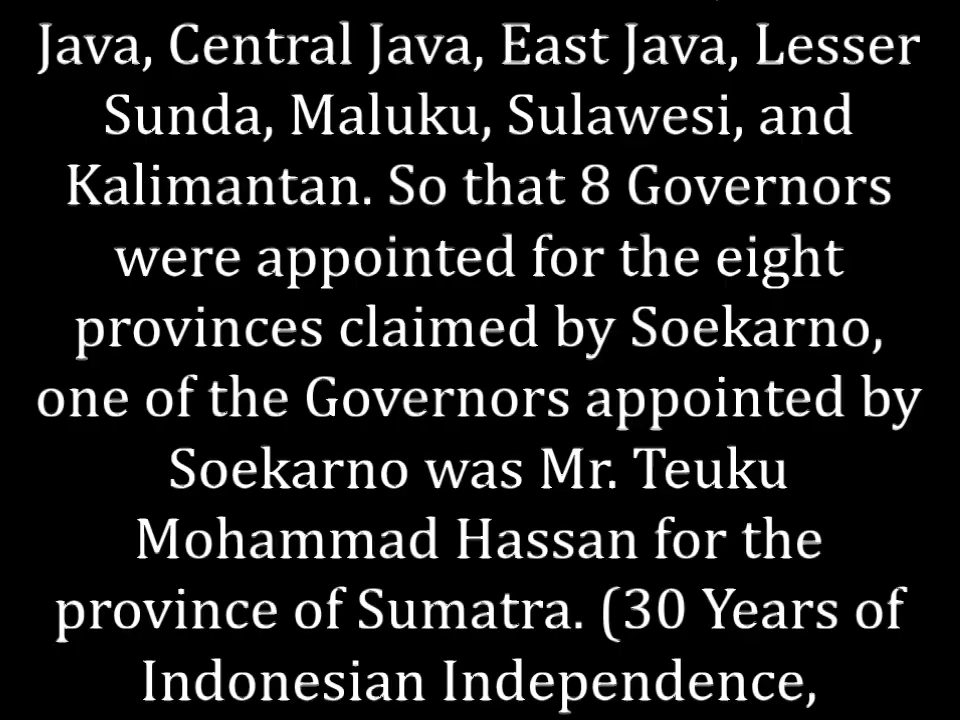 Java, Central Java, East Java, Lesser
Sunda, Maluku, Sulawesi, and
Kalimantan. So that 8 Governors
were appointed for the eight
provinces claimed by Soekarno,
one of the Governors appointed by
Soekarno was Mr. Teuku
Mohammad Hassan for the
province of Sumatra. (30 Years of
Indonesian Independence,